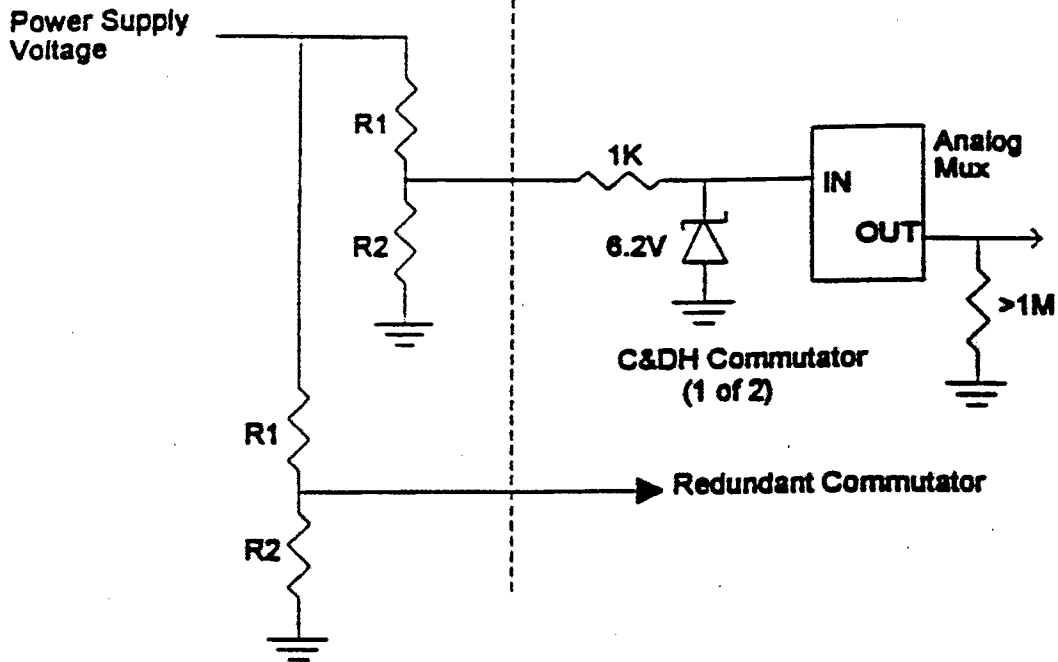 Power Supply
Voltage
R1
R2
1K
6.2V
IN
OUT
Analog
Mux
>1M
C&DH Commutator
(1 of 2)
R1
R2
Redundant Commutator